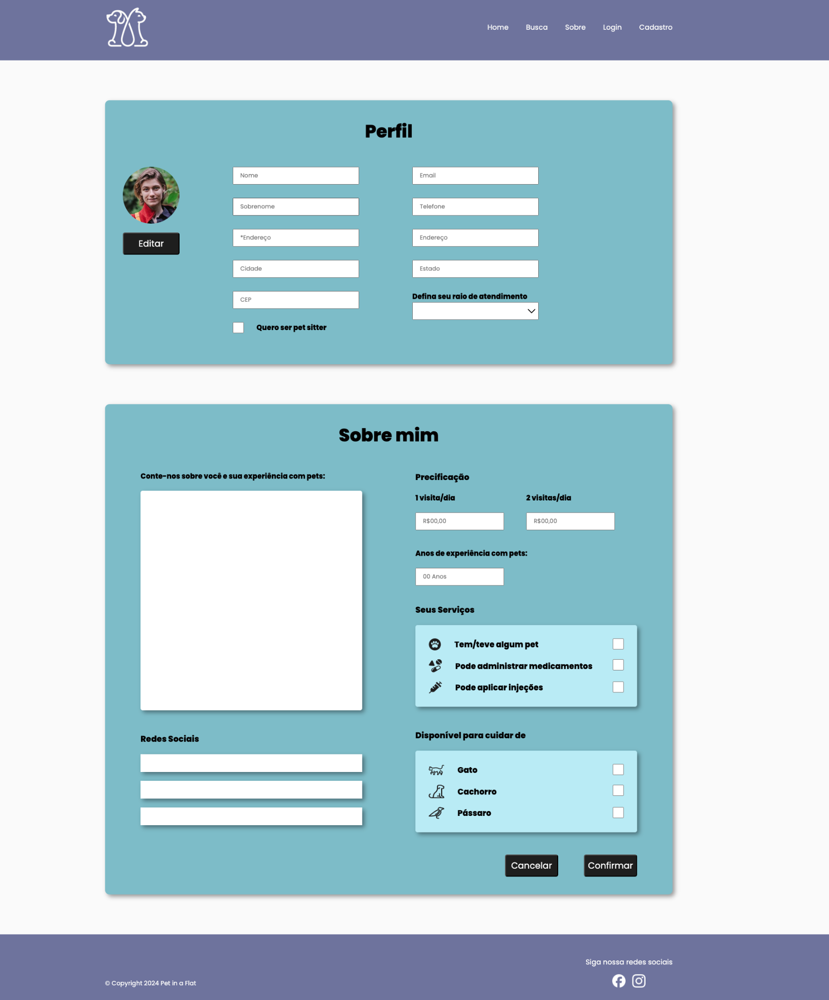 Home
Busca
Sobre
Login
Cadastro
Perfil
Nome
Email
Sobrenome
Telefone
*Endereço
Endereço
Cidade
Estado
CEP
Defina seu raio de atendimento
Quero ser pet sitter
Editar
Sobre mim
Conte-nos sobre você e sua experiência com pets:
Redes Sociais
Precificação
1 visita/dia
2 visitas/dia
R$00,00
R$00,00
Anos de experiência com pets:
00 Anos
Seus Serviços
Tem/teve algum pet
Pode administrar medicamentos
Pode aplicar injeções
Disponível para cuidar de
Gato
Cachorro
Pássaro
Cancelar
Confirmar
© Copyright 2024 Pet in a Flat
Siga nossa redes sociais